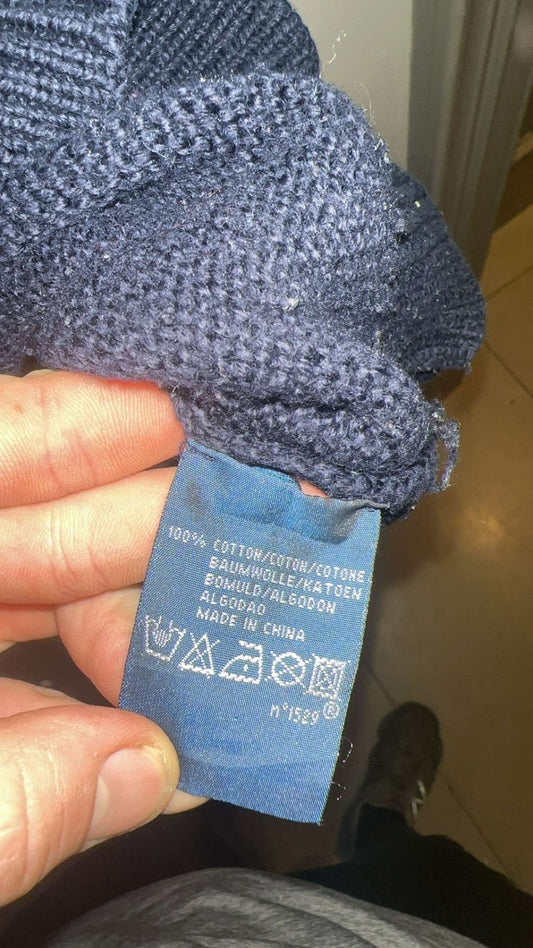 100% COTTON/COTON/COTONE
BAUMWOLLE/KATOEN
BOMULD/ALGODON
ALGODAO
MADE IN CHINA
n°1529®